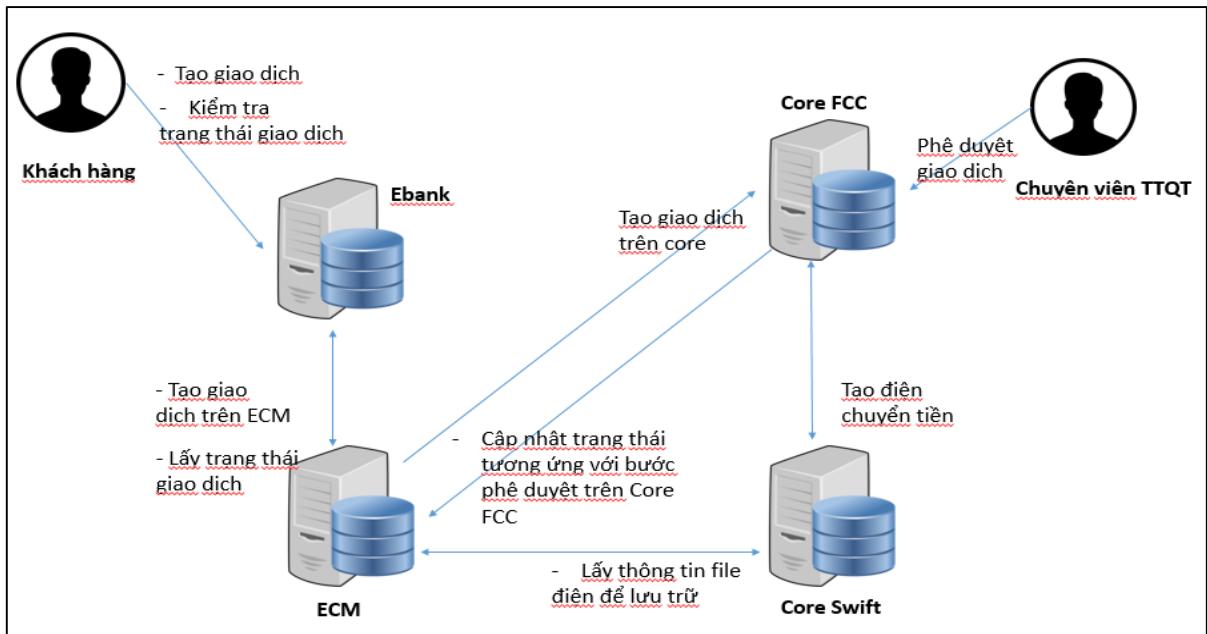 - Tạo giao dịch
- Kiểm tra
trạng thái giao dịch
Khách hàng
Ebank
Core FCC
Phê duyệt
giao dịch
Chuyên viên TTQT
Tạo giao dịch
trên core
- Tạo giao
dịch trên ECM
- Lấy trạng thái
giao dịch
- Cập nhật trạng thái
tương ứng với bước
phê duyệt trên Core
FCC
Tạo điện
chuyển tiền
- Lấy thông tin file
điện để lưu trữ
ECM
Core Swift